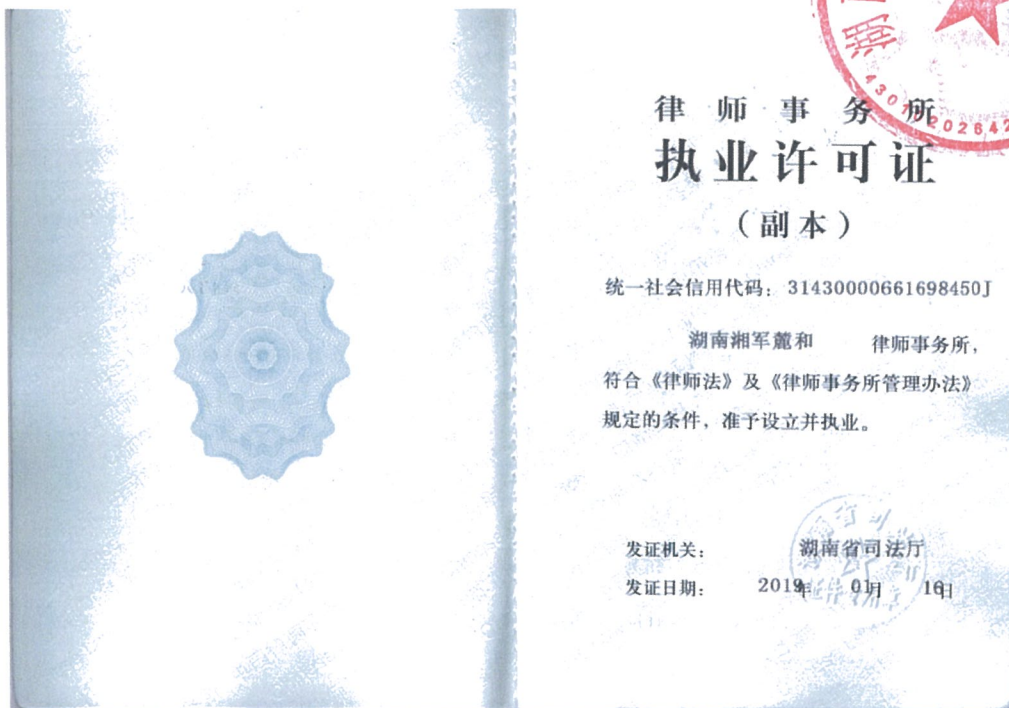 湖
律师事务所
执业许可证
（副本）
统一社会信用代码：31430000661698450J
湖南湘军麓和 律师事务所，
符合《律师法》及《律师事务所管理办法》
规定的条件，准予设立并执业。
发证机关： 湖南省司法厅
发证日期： 2019年 01月 16日